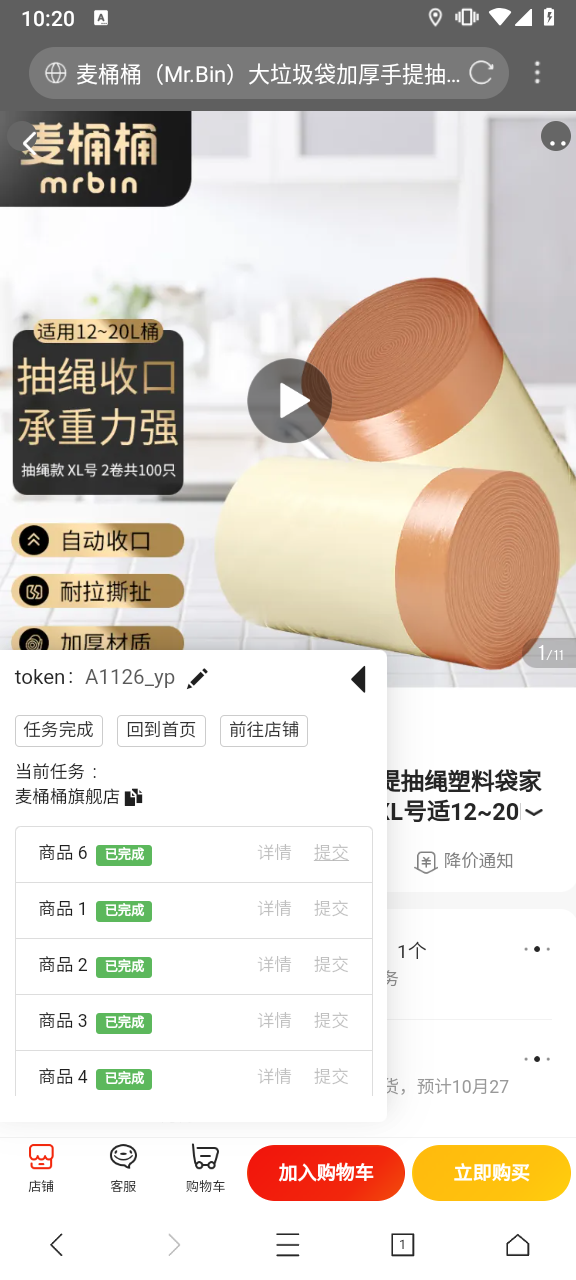 10:20
A
麦桶桶（Mr.Bin）大垃圾袋加厚手提抽...
麦桶桶
mrbin
适用12~20L桶
抽绳收口
承重力强
抽绳款 XL号 2卷共100只
自动收口
耐拉撕扯
加厚材质
1/11
token: A1126_yp
任务完成
回到首页
前往店铺
当前任务：
麦桶桶旗舰店
提抽绳塑料袋家
XL号适12~20
降价通知
商品 6 已完成 详情 提交
商品 1 已完成 详情 提交
1个
商品 2 已完成 详情 提交
务
商品 3 已完成 详情 提交
商品 4 已完成 详情 提交
货，预计10月27
店铺
客服
购物车
加入购物车
立即购买
1